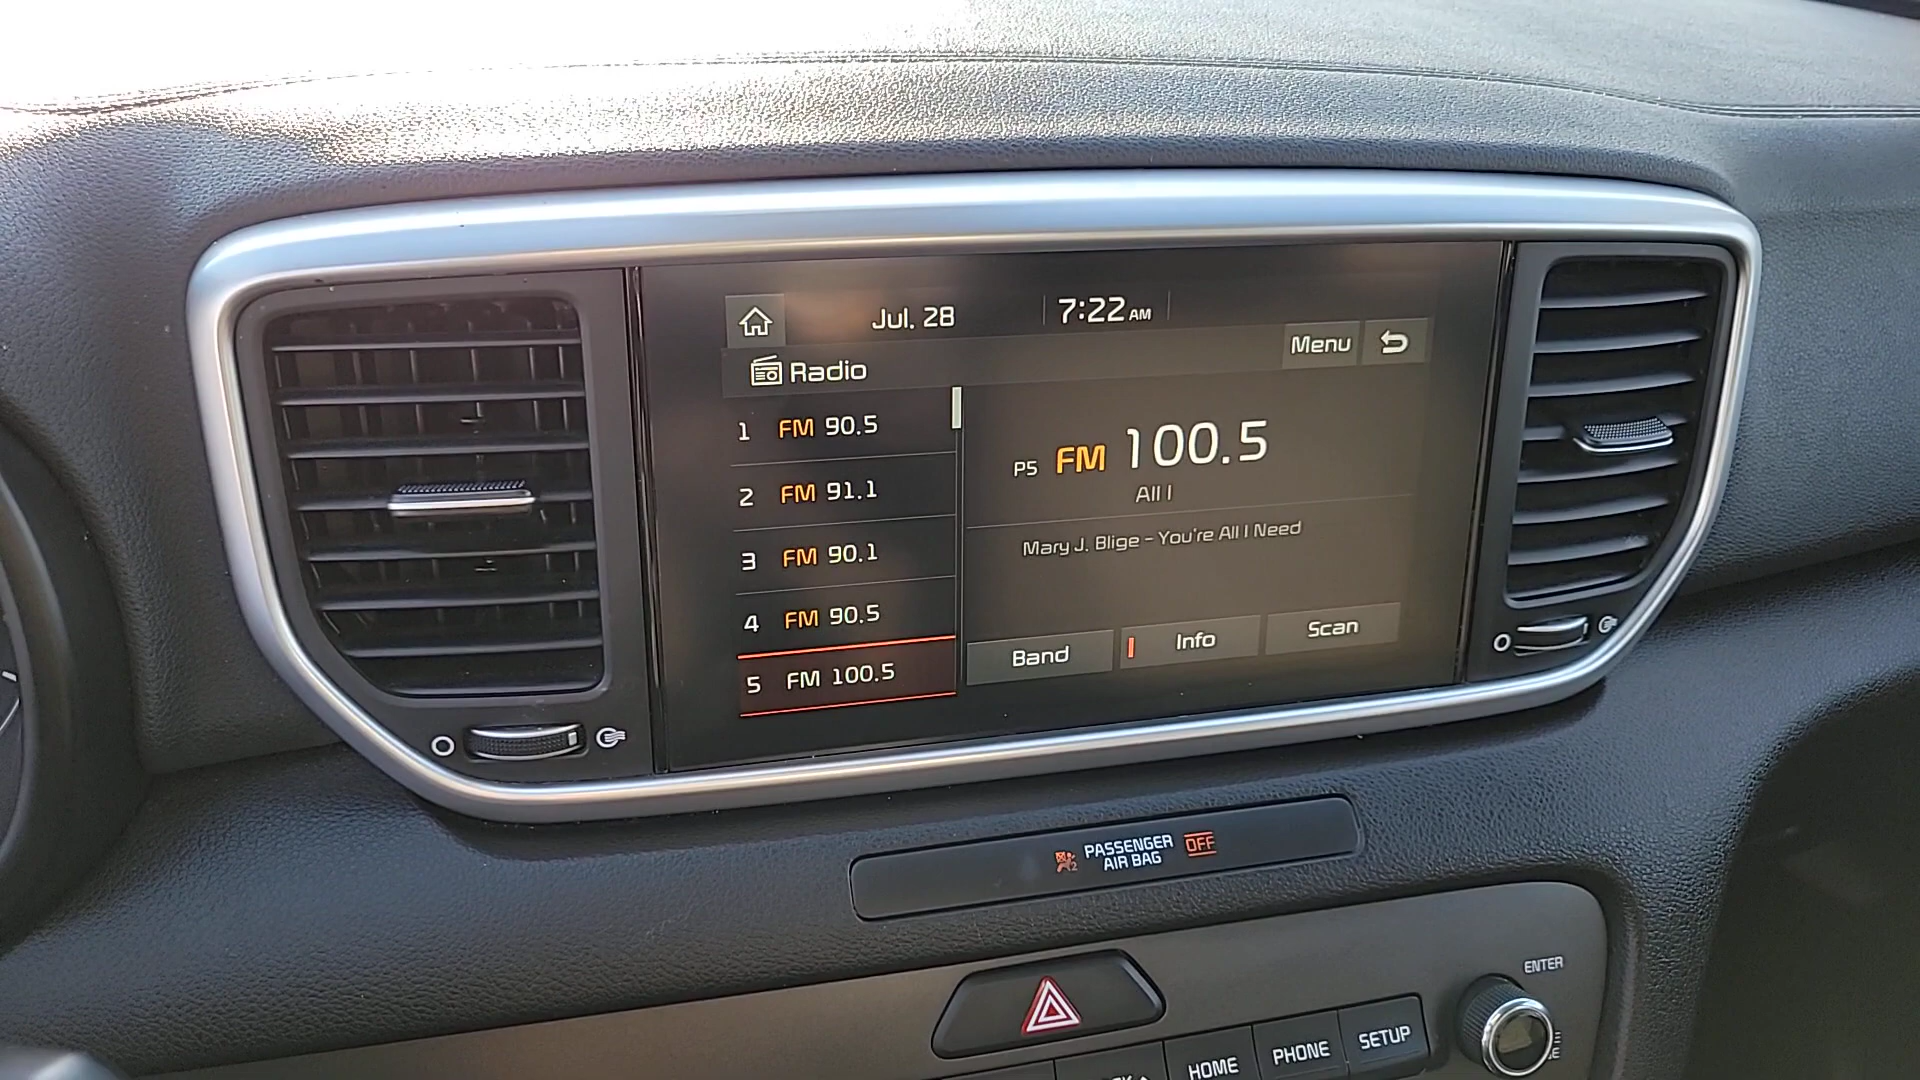 Jul. 28
7:22 AM
Radio
Menu
1 FM 90.5
2 FM 91.1
3 FM 90.1
4 FM 90.5
5 FM 100.5
P5 FM 100.5
All I
Mary J. Blige - You're All I Need
Band
Info
Scan
PASSENGER
AIR BAG
OFF
ENTER
HOME
PHONE
SETUP